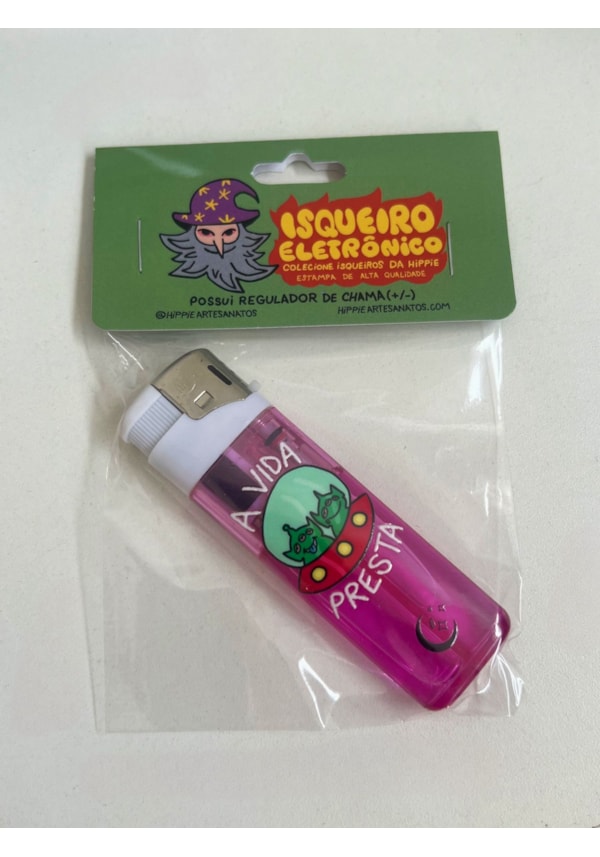 ISQUEIRO
ELETRÔNICO
COLECIONE ISQUEIROS DA HIPPIE
ESTAMPA DE ALTA QUALIDADE
POSSUI REGULADOR DE CHAMA(+/-)
@HIPPIEARTESANATOS HIPPIEARTESANATOS.COM
A VIDA
PRESTA